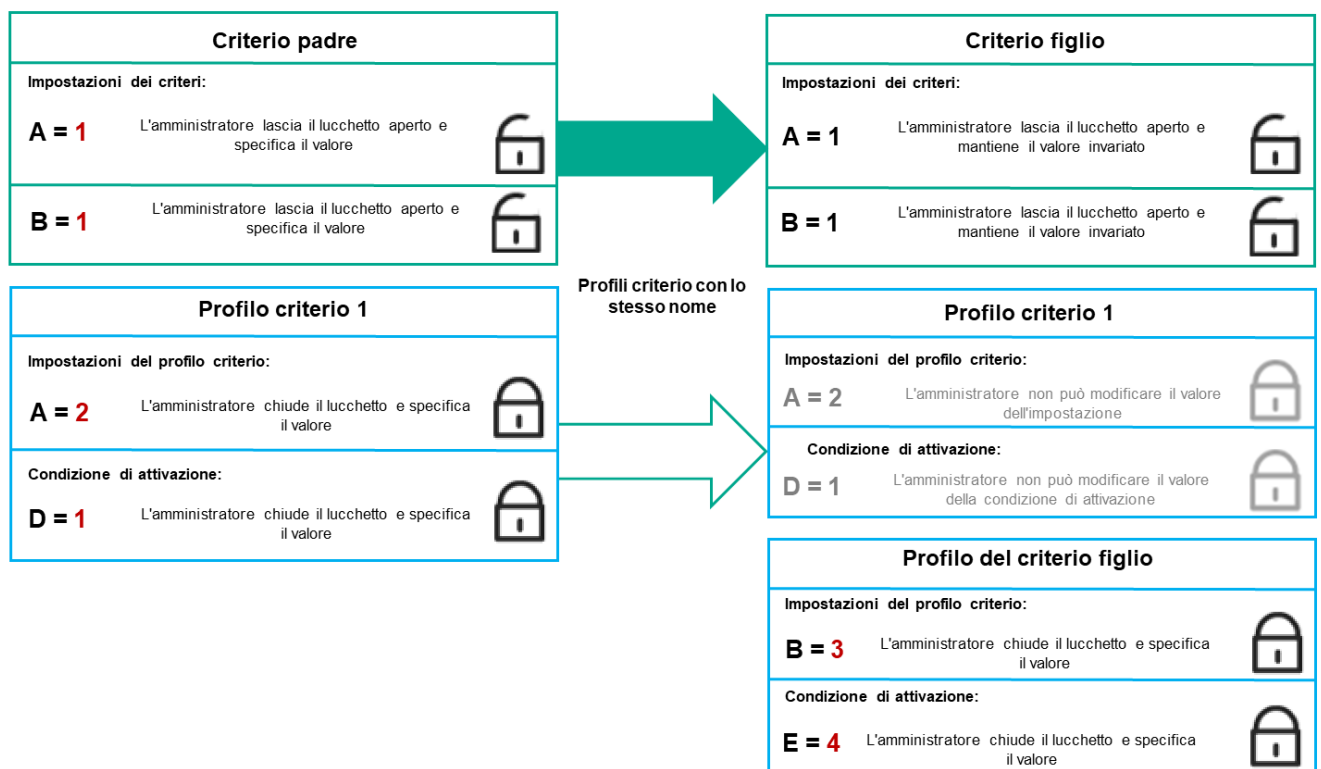 Criterio padre
Impostazioni dei criteri:
A = 1
L'amministratore lascia il lucchetto aperto e
specifica il valore
B = 1
L'amministratore lascia il lucchetto aperto e
specifica il valore
Criterio figlio
Impostazioni dei criteri:
A = 1
L'amministratore lascia il lucchetto aperto e
mantiene il valore invariato
B = 1
L'amministratore lascia il lucchetto aperto e
mantiene il valore invariato
Profili criterio con lo
stesso nome
Profilo criterio 1
Impostazioni del profilo criterio:
A = 2
L'amministratore chiude il lucchetto e specifica
il valore
Condizione di attivazione:
D = 1
L'amministratore chiude il lucchetto e specifica
il valore
Profilo criterio 1
Impostazioni del profilo criterio:
A = 2
L'amministratore non può modificare il valore
dell'impostazione
Condizione di attivazione:
D = 1
L'amministratore non può modificare il valore
della condizione di attivazione
Profilo del criterio figlio
Impostazioni del profilo criterio:
B = 3
L'amministratore chiude il lucchetto e specifica
il valore
Condizione di attivazione:
E = 4
L'amministratore chiude il lucchetto e specifica
il valore